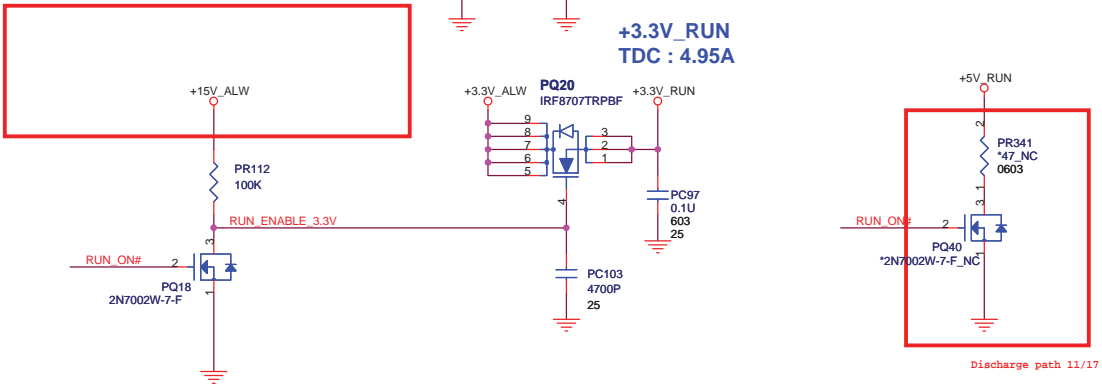 +3.3V_RUN
TDC : 4.95A
+15V_ALW
+3.3V_ALW
PQ20
IRF8707TRPBF
+3.3V_RUN
+5V_RUN
9
8
7
6
5
3
2
1
4
PR112
100K
PC97
0.1U
603
25
2
PR341
*47_NC
0603
1
RUN_ENABLE_3.3V
RUN_ON#
2
3
1
PQ18
2N7002W-7-F
PC103
4700P
25
RUN_ON#
2
3
1
PQ40
*2N7002W-7-F_NC
Discharge path 11/17